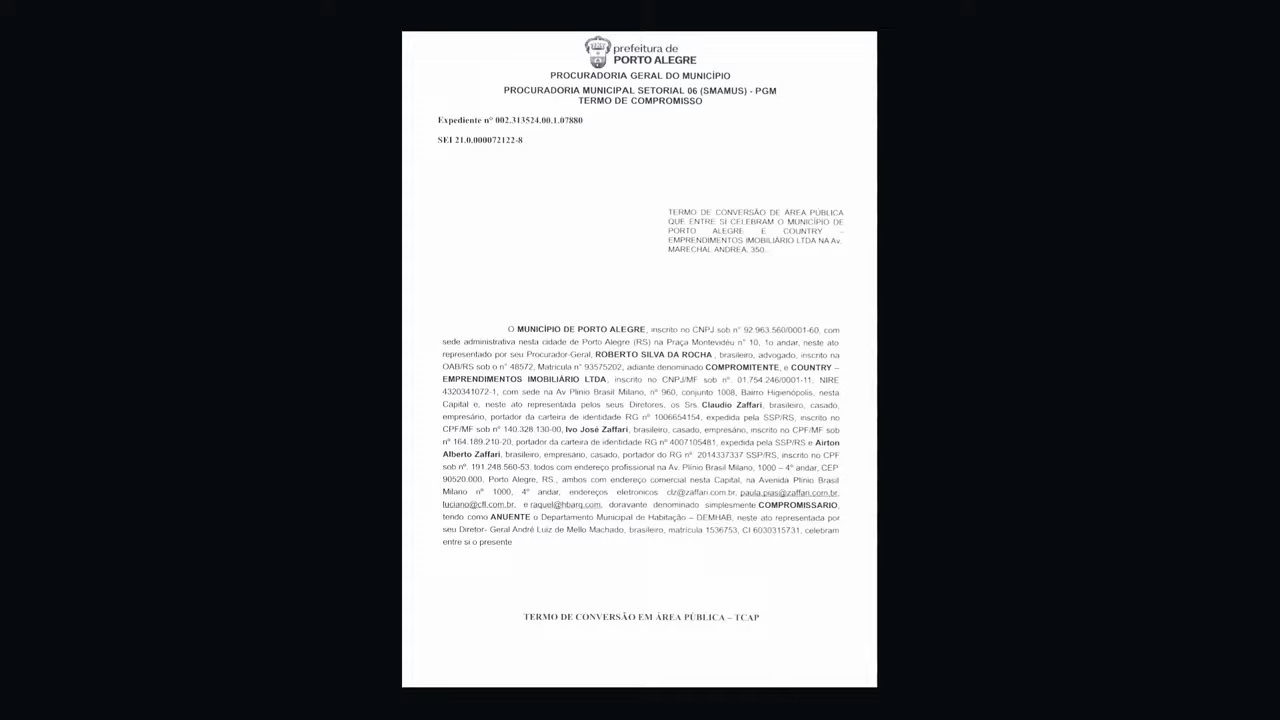 prefeitura de
PORTO ALEGRE
PROCURADORIA GERAL DO MUNICÍPIO
PROCURADORIA MUNICIPAL SETORIAL 06 (SMAMUS) - PGM
TERMO DE COMPROMISSO
Expediente nº 002.313524.00.1.07880
SEI 21.0.000072122-8
TERMO DE CONVERSÃO DE ÁREA PÚBLICA
QUE ENTRE SI CELEBRAM O MUNICÍPIO DE
PORTO ALEGRE E COUNTRY –
EMPRENDIMENTOS IMOBILIÁRIO LTDA NA Av.
MARECHAL ANDREA, 350...
O MUNICÍPIO DE PORTO ALEGRE, inscrito no CNPJ sob n° 92.963.560/0001-60, com
sede administrativa nesta cidade de Porto Alegre (RS) na Praça Montevidéu n° 10, 1o andar, neste ato
representado por seu Procurador-Geral, ROBERTO SILVA DA ROCHA , brasileiro, advogado, inscrito na
OAB/RS sob o n° 48572, Matrícula n° 93575202, adiante denominado COMPROMITENTE, e COUNTRY –
EMPRENDIMENTOS IMOBILIÁRIO LTDA, inscrito no CNPJ/MF sob nº. 01.754.246/0001-11, NIRE
4320341072-1, com sede na Av Plínio Brasil Milano, nº 960, conjunto 1008, Bairro Higienópolis, nesta
Capital e, neste ato representada pelos seus Diretores, os Srs. Claudio Zaffari, brasileiro, casado,
empresário, portador da carteira de identidade RG nº 1006654154, expedida pela SSP/RS, inscrito no
CPF/MF sob nº 140.328.130-00, Ivo José Zaffari, brasileiro, casado, empresário, inscrito no CPF/MF sob
nº 164.189.210-20, portador da carteira de identidade RG nº 4007105481, expedida pela SSP/RS e Airton
Alberto Zaffari, brasileiro, empresário, casado, portador do RG nº 2014337337 SSP/RS, inscrito no CPF
sob nº. 191.248.560-53, todos com endereço profissional na Av. Plínio Brasil Milano, 1000 – 4º andar, CEP
90520.000, Porto Alegre, RS., ambos com endereço comercial nesta Capital, na Avenida Plínio Brasil
Milano nº 1000, 4º andar, endereços eletronicos clz@zaffari.com.br, paula.pias@zaffari.com.br,
luciano@cfl.com.br, e raquel@hbarq.com, doravante denominado simplesmente COMPROMISSARIO,
tendo como ANUENTE o Departamento Municipal de Habitação – DEMHAB, neste ato representada por
seu Diretor- Geral André Luiz de Mello Machado, brasileiro, matrícula 1536753, CI 6030315731, celebram
entre si o presente
TERMO DE CONVERSÃO EM ÁREA PÚBLICA – TCAP